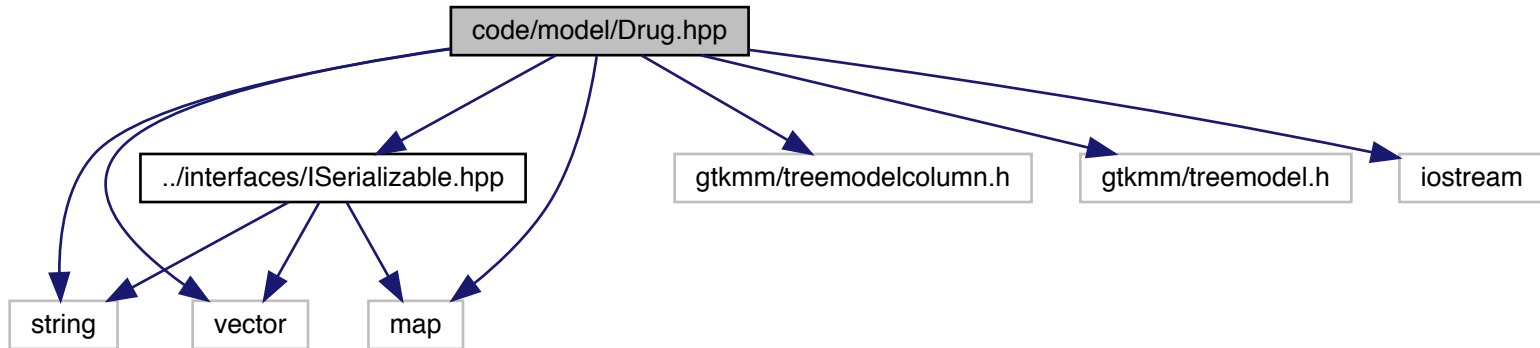 code/model/Drug.hpp
../interfaces/ISerializable.hpp
gtkmm/treemodelcolumn.h
gtkmm/treemodel.h
iostream
string
vector
map